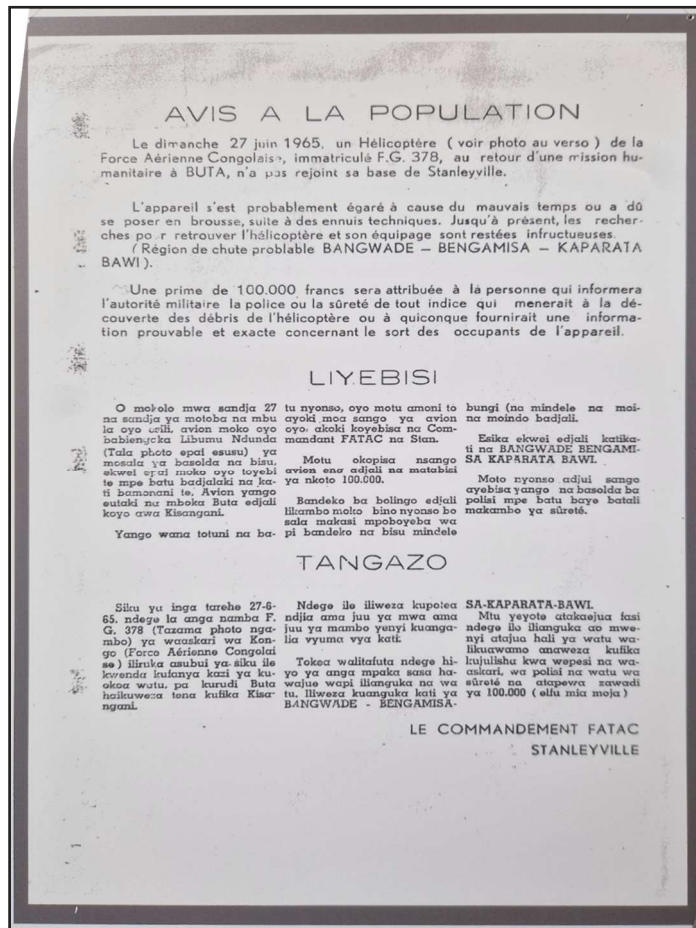 AVIS A LA POPULATION
Le dimanche 27 juin 1965, un Hélicoptère ( voir photo au verso ) de la
Force Aérienne Congolaise, immatriculé F.G. 378, au retour d'une mission hu-
manitaire à BUTA, n'a pas rejoint sa base de Stanleyville.
L'appareil s'est probablement égaré à cause du mauvais temps ou a dû
se poser en brousse, suite à des ennuis techniques. Jusqu'à présent, les recher-
ches pour retrouver l'hélicoptère et son équipage sont restées infructueuses.
( Région de chute problable BANGWADE — BENGAMISA — KAPARATA
BAWI ).
Une prime de 100.000 francs sera attribuée à la personne qui informera
l'autorité militaire la police ou la sûreté de tout indice qui menerait à la dé-
couverte des débris de l'hélicoptère ou à quiconque fournirait une informa-
tion prouvable et exacte concernant le sort des occupants de l'appareil.
LIYEBISI
O mokolo mwa sandja 27
na sandja ya motoba na mbu
la oyo esili, avion moko oyo
Libumu Ndunda
(Tala photo epai esusu) ya
mosala ya basolda na bisu,
ekwei epai moko oyo toyebi
te mpe batu badjalaki na ka-
ti bamonani te, Avion yango
eutaki na mboka Buta edjali
koyo awa Kisangani.
Yango wana totuni na ba-
tu nyonso, oyo motu amoni to
ayoki moa sango ya avion
oyo, akoki koyebisa na Com-
mandant FATAC na Stan.
Motu okopisa nsango
avion ena adjali na matabisi
ya nkoto 100.000.
Bandeko ba bolingo edjali
likambo moko bino nyonso bo
sala makasi mpoboyeba wa
pi bandeko na bisu mindele
bungi (na mindele na moi-
na moindo badjali.
Esika ekwei edjali katika-
ti na BANGWADE BENGAMI-
SA KAPARATA BAWI.
Moto nyonso adjui sango
ayebisa yango na basolda ba
polisi mpe batu baye batali
makambo ya sûreté.
TANGAZO
Siku ya inga tarehe 27-6-
65. ndege la anga namba F.
G. 378 (Tazama photo nga-
mbo) ya waaskari wa Kon-
go (Force Aérienne Congolai
se ) iliruka asubui ya siku ile
kwenda kufanya kazi ya ku-
okoa watu, pa kurudi Buta
haikuweza tena kufika Kisa-
ngani.
Ndege ile iliweza kupotea
ndjia ama juu ya mwa ama
juu ya mambo yenyi kuanga-
lia vyuma vya kati.
Tokea walitafuta ndege hi-
yo ya anga mpaka sasa ha-
wajue wapi ilianguka na wa
tu. Iliweza kuanguka kati ya
BANGWADE - BENGAMISA-
SA-KAPARATA-BAWI.
Mtu yeyote atakaejua fasi
ndege ile ilianguka ao mwe-
nyi atajua hali ya watu wa-
likuawamo anaweza kufika
kujulisha kwa wepesi na wa-
askari, wa polisi na watu wa
sûreté na atapewa zawadi
ya 100.000 ( elfu mia moja )
LE COMMANDEMENT FATAC
STANLEYVILLE